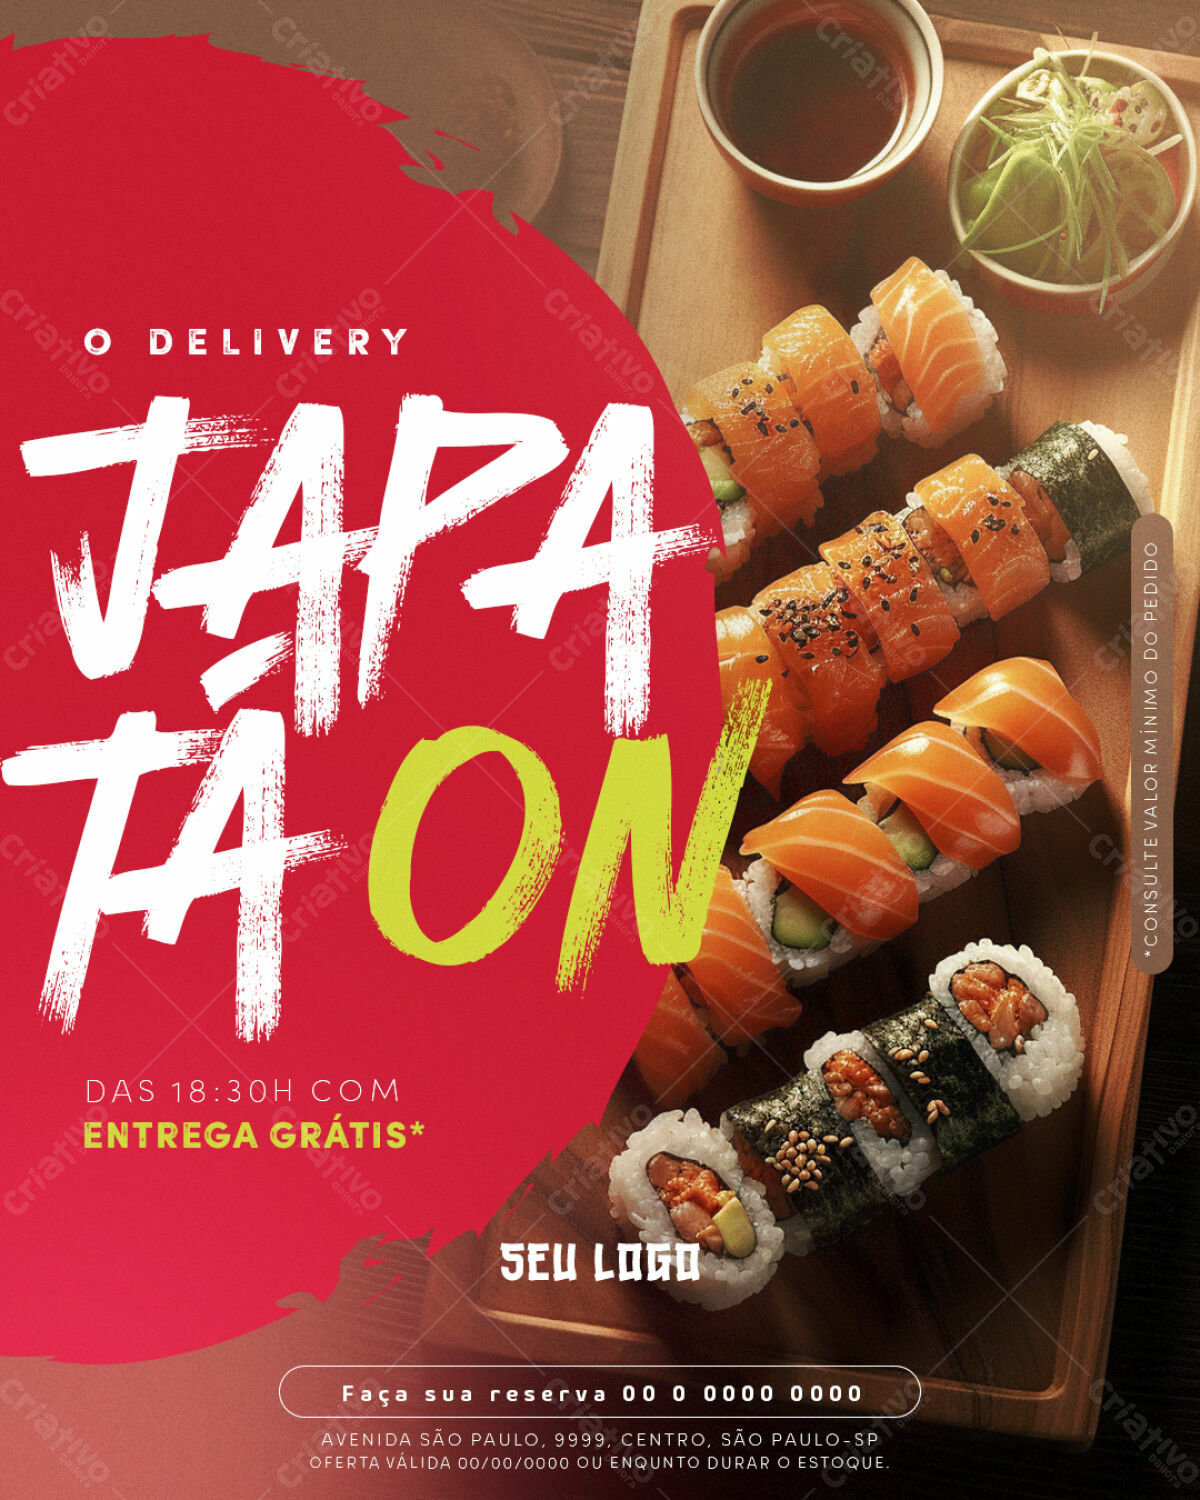 O DELIVERY
JAPA
TÁ ON
DAS 18:30H COM
ENTREGA GRÁTIS*
*CONSULTE VALOR MÍNIMO DO PEDIDO
SEU LOGO
Faça sua reserva 00 0 0000 0000
AVENIDA SÃO PAULO, 9999, CENTRO, SÃO PAULO-SP
OFERTA VÁLIDA 00/00/0000 OU ENQUNTO DURAR O ESTOQUE.